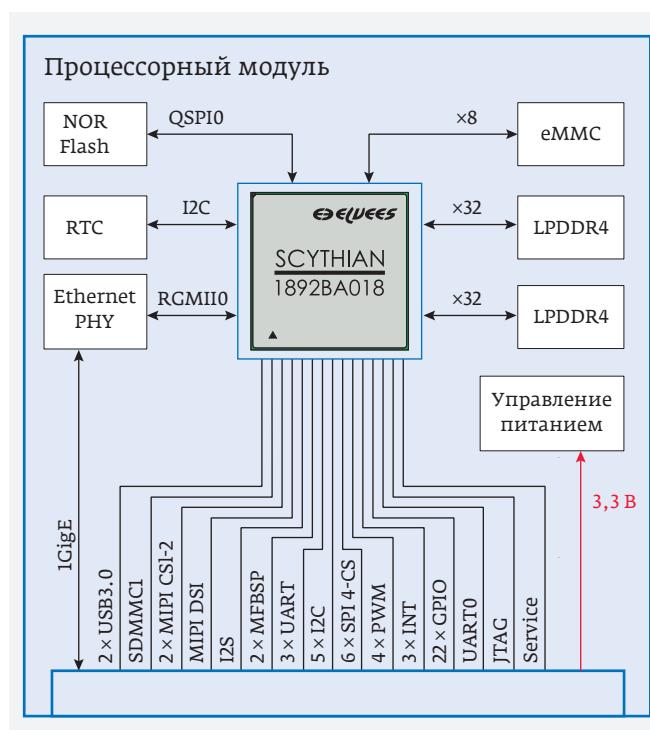 Процессорный модуль
NOR
Flash
QSPI0
×8
eMMC
RTC
I2C
ELVEES
SCYTHIAN
1892BA018
×32
LPDDR4
Ethernet
PHY
RGMII0
×32
LPDDR4
Управление
питанием
3,3 В
1GigE
2 × USB3.0
SDMMC1
2 × MIPI CSI-2
MIPI DSI
I2S
2 × MFBSP
3 × UART
5 × I2C
6 × SPI 4-CS
4 × PWM
3 × INT
22 × GPIO
UART0
JTAG
Service